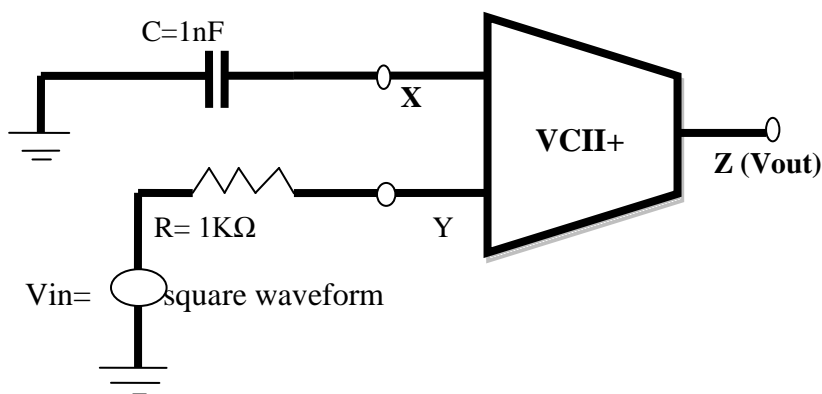 C=1nF
X
VCII+
Z (Vout)
R= 1KΩ
Y
Vin=
square waveform